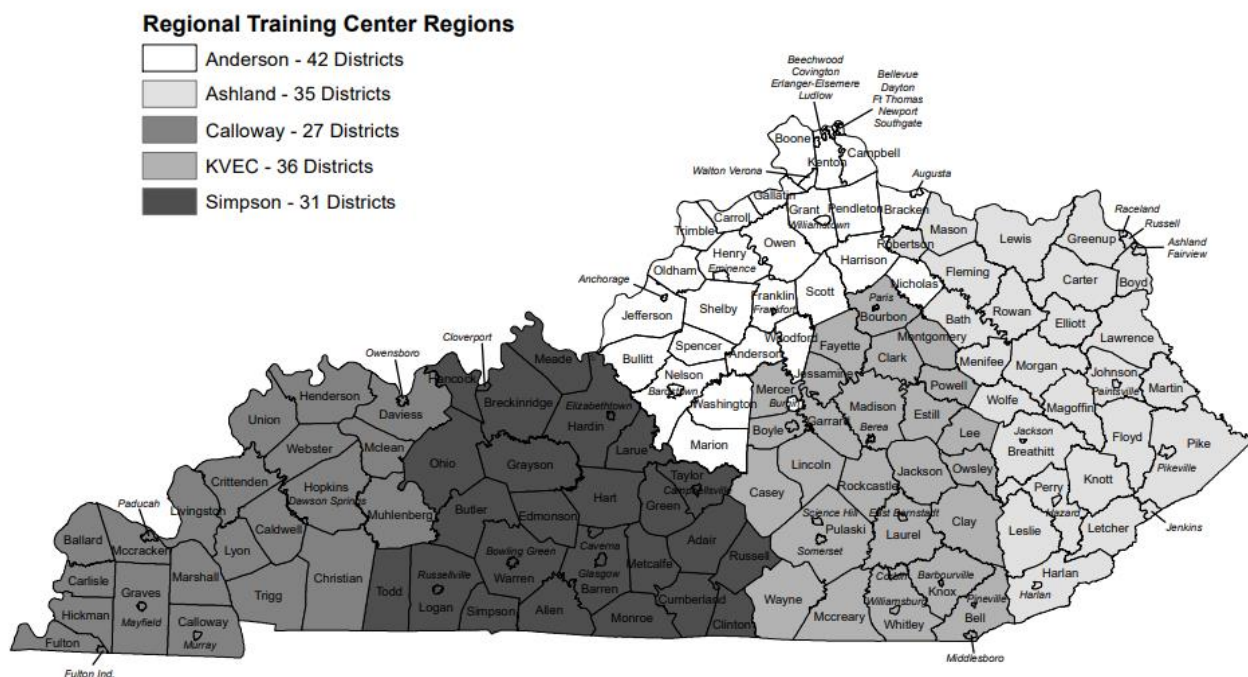 Regional Training Center Regions
Anderson - 42 Districts
Ashland - 35 Districts
Calloway - 27 Districts
KVEC - 36 Districts
Simpson - 31 Districts
Beechwood
Covington
Erlanger-Elsemere
Ludlow
Bellevue
Dayton
Ft Thomas
Newport
Southgate
Boone
Kenton
Campbell
Walton Verona
Augusta
Gallatin
Grant
Pendleton
Bracken
Williamstown
Carroll
Trimble
Owen
Mason
Lewis
Greenup
Raceland
Russell
Ashland
Fairview
Robertson
Henry
Eminence
Harrison
Oldham
Fleming
Carter
Boyd
Anchorage
Nicholas
Franklin
Frankfort
Scott
Shelby
Jefferson
Paris
Bourbon
Rowan
Bath
Elliott
Lawrence
Woodford
Fayette
Montgomery
Spencer
Anderson
Bullitt
Clark
Menifee
Morgan
Johnson
Paintsville
Martin
Nelson
Bardstown
Jessamine
Mercer
Burgin
Powell
Wolfe
Magoffin
Washington
Madison
Berea
Estill
Garrard
Boyle
Lee
Jackson
Breathitt
Floyd
Pike
Pikeville
Marion
Cloverport
Owensboro
Meade
Hancock
Breckinridge
Elizabethtown
Hardin
Henderson
Daviess
Union
Webster
Mclean
Ohio
Grayson
Larue
Taylor
Campbellsville
Lincoln
Casey
Rockcastle
Jackson
Owsley
Perry
Hazard
Knott
Crittenden
Hopkins
Dawson Springs
Muhlenberg
Butler
Hart
Edmonson
Green
Adair
Science Hill
Pulaski
Somerset
East Bernstadt
Laurel
Clay
Leslie
Letcher
Jenkins
Paducah
Livingston
Caldwell
Lyon
Ballard
Mccracken
Bowling Green
Warren
Caverna
Glasgow
Barren
Metcalfe
Russell
Carlisle
Graves
Mayfield
Marshall
Trigg
Christian
Todd
Russellville
Logan
Simpson
Allen
Monroe
Cumberland
Clinton
Wayne
Mccreary
Corbin
Williamsburg
Whitley
Barbourville
Knox
Pineville
Bell
Harlan
Harlan
Hickman
Calloway
Murray
Fulton
Fulton Ind.
Middlesboro